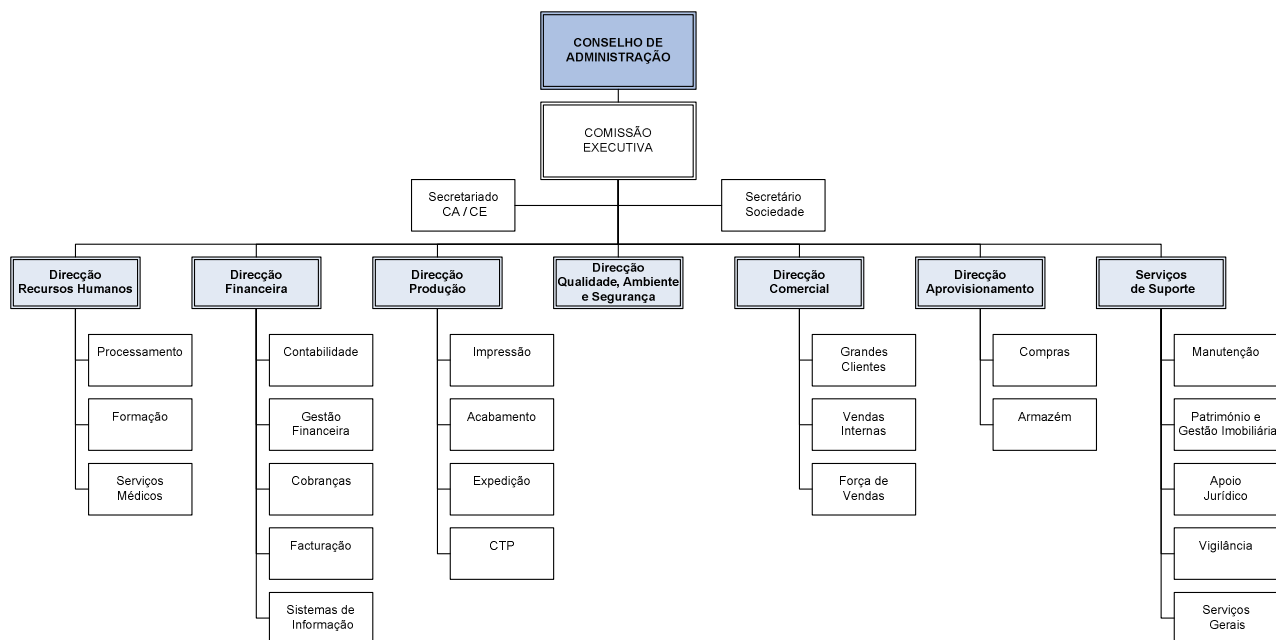 CONSELHO DE
ADMINISTRAÇÃO
COMISSÃO
EXECUTIVA
Secretariado
CA / CE
Secretário
Sociedade
Direcção
Recursos Humanos
Direcção
Financeira
Direcção
Produção
Direcção
Qualidade, Ambiente
e Segurança
Direcção
Comercial
Direcção
Aprovisionamento
Serviços
de Suporte
Processamento
Formação
Serviços
Médicos
Contabilidade
Gestão
Financeira
Cobranças
Facturação
Sistemas de
Informação
Impressão
Acabamento
Expedição
CTP
Grandes
Clientes
Vendas
Internas
Força de
Vendas
Compras
Armazém
Manutenção
Património e
Gestão Imobiliária
Apoio
Jurídico
Vigilância
Serviços
Gerais